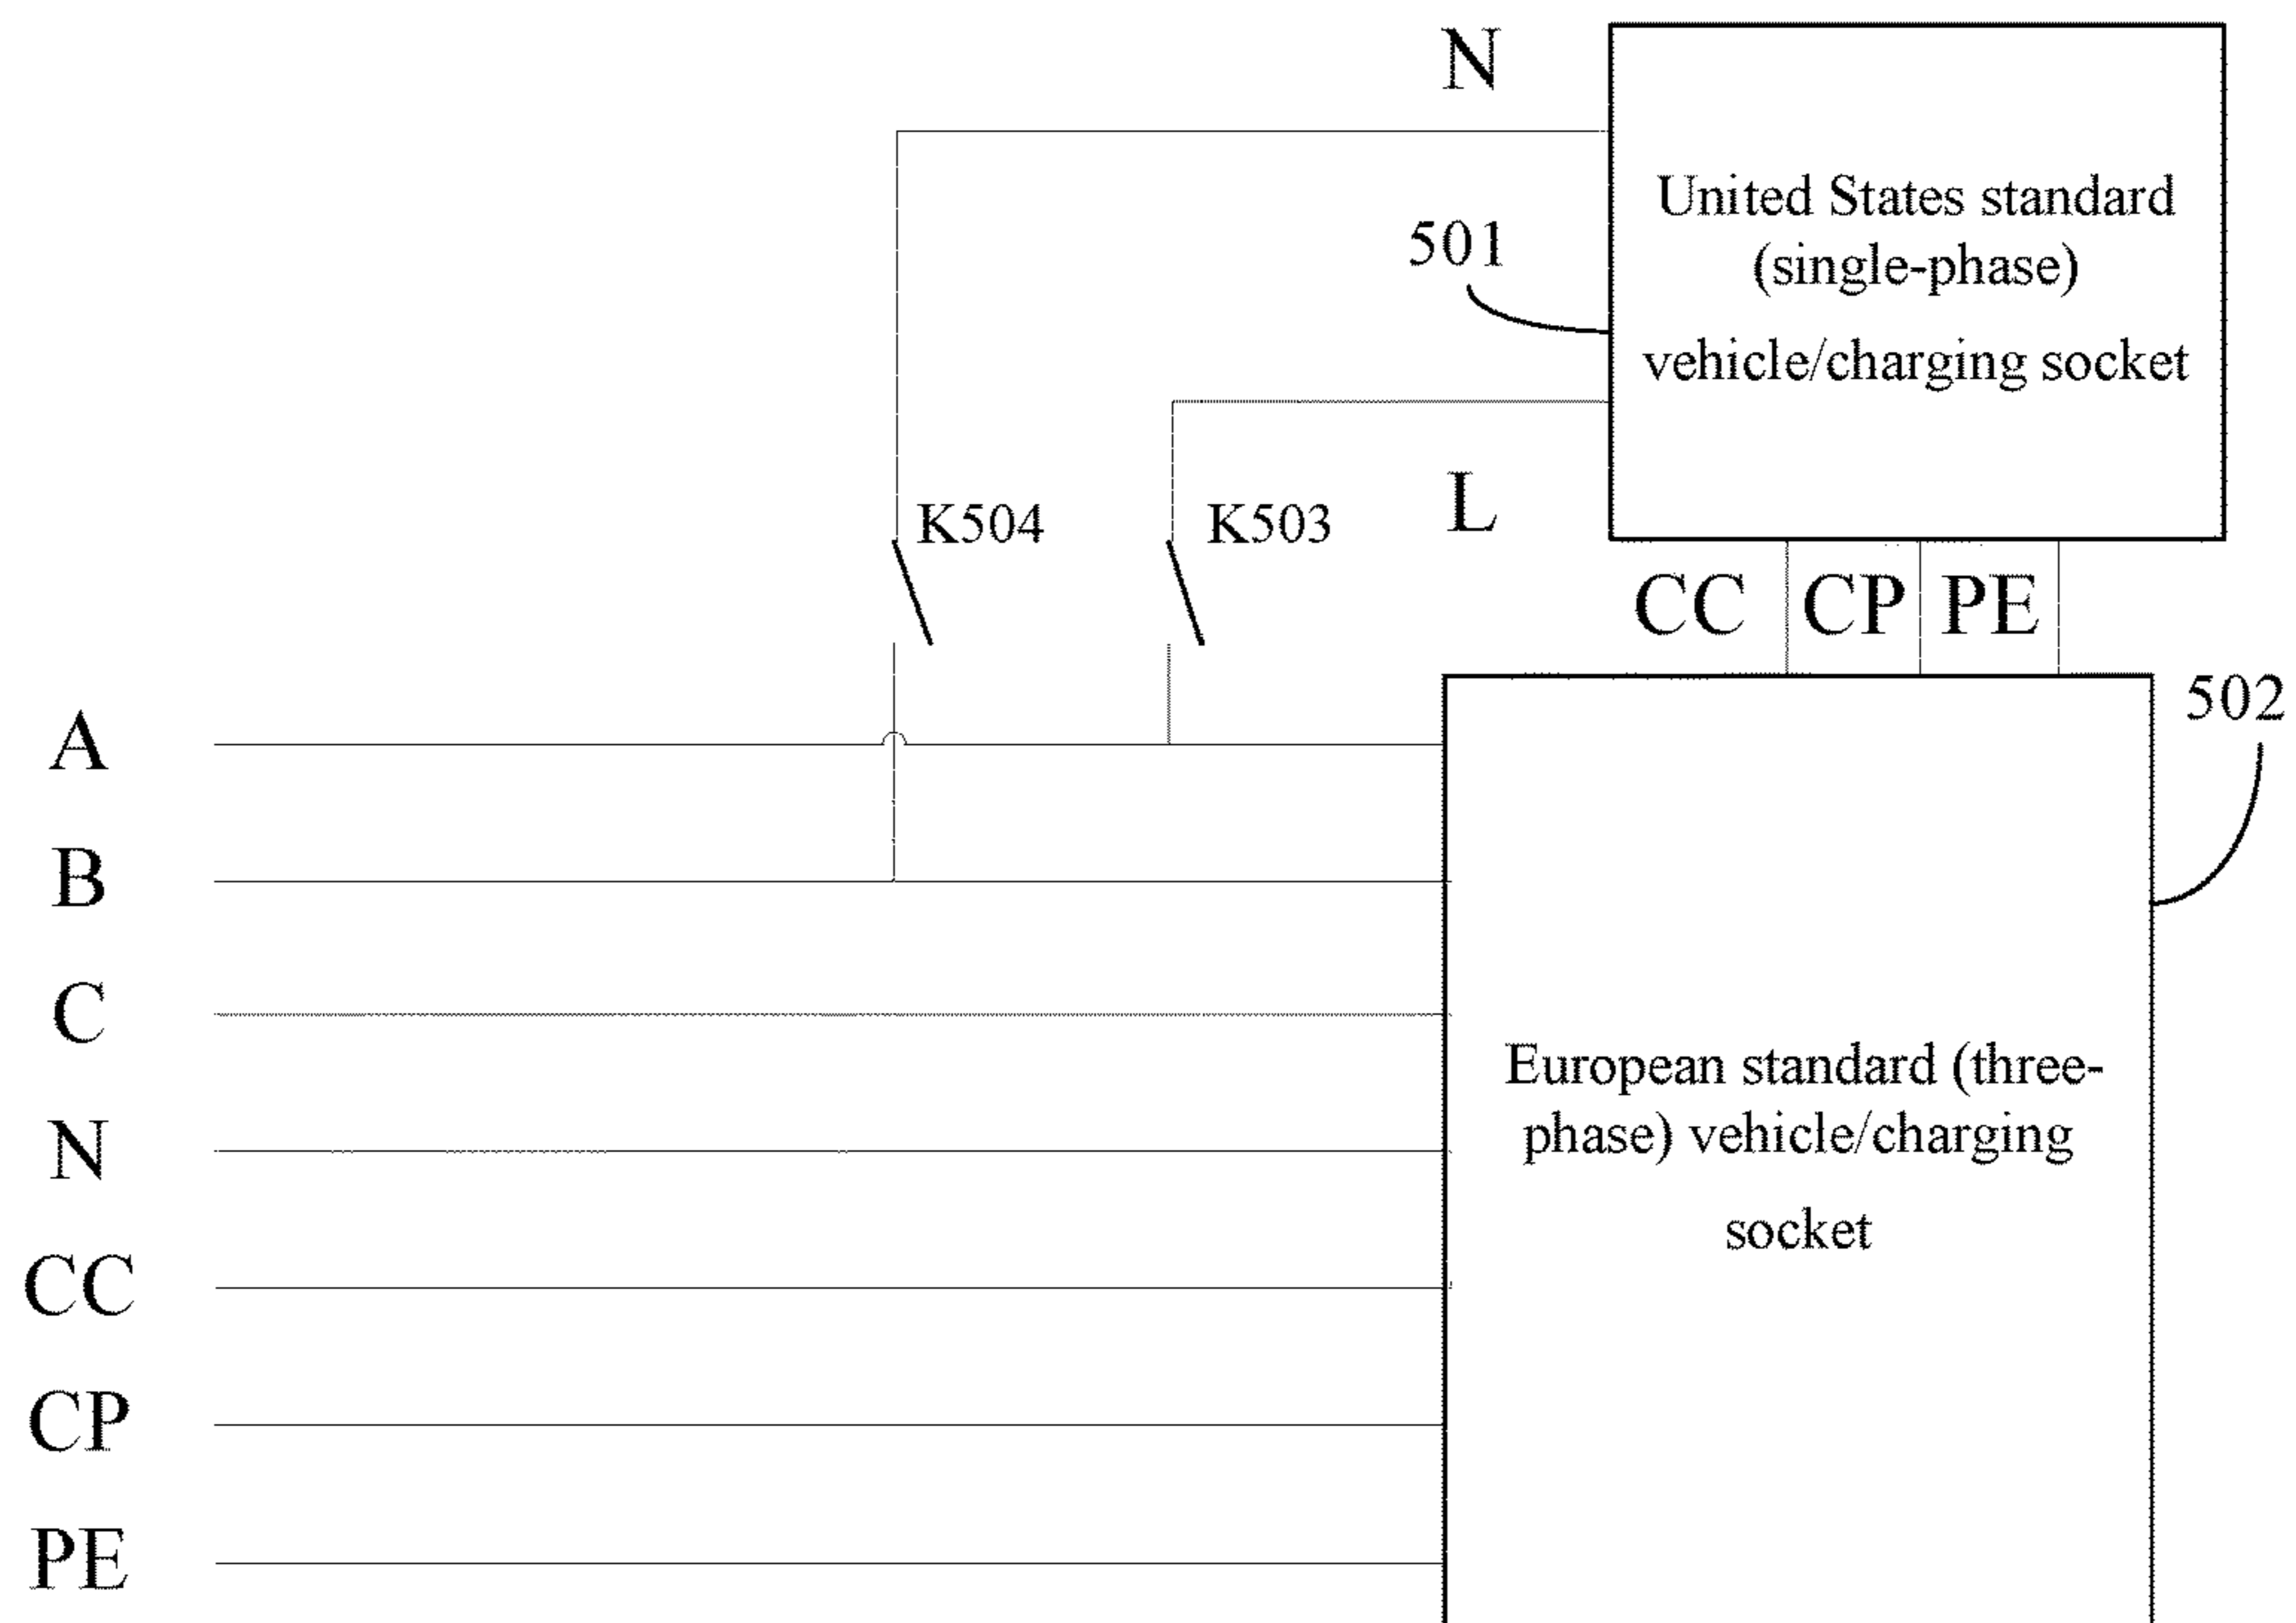 N
United States standard
(single-phase)
vehicle/charging socket
501
L
K504
K503
CC CP PE
502
A
B
C
N
CC
CP
PE
European standard (three-
phase) vehicle/charging
socket